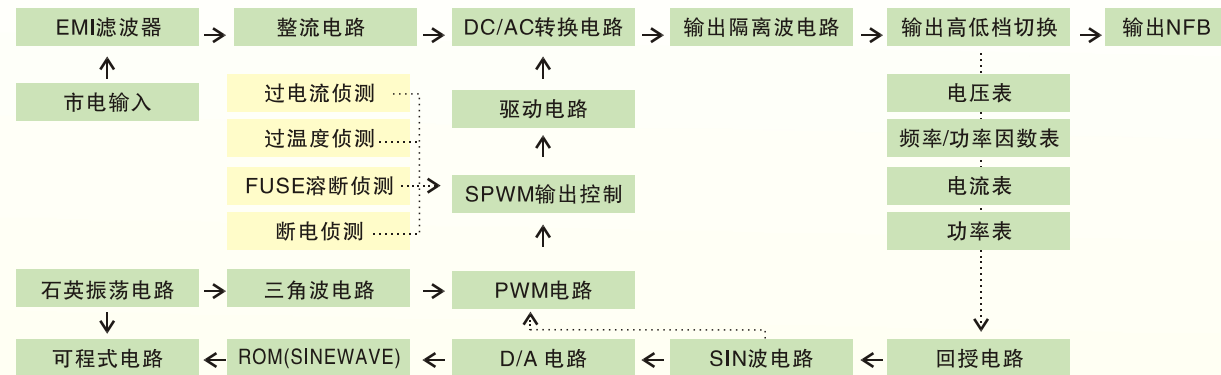 EMI滤波器
整流电路
DC/AC转换电路
输出隔离波电路
输出高低档切换
输出NFB
市电输入
过电流侦测
驱动电路
电压表
过温度侦测
频率/功率因数表
FUSE溶断侦测
SPWM输出控制
电流表
断电侦测
功率表
石英振荡电路
三角波电路
PWM电路
可程式电路
ROM(SINEWAVE)
D/A 电路
SIN波电路
回授电路